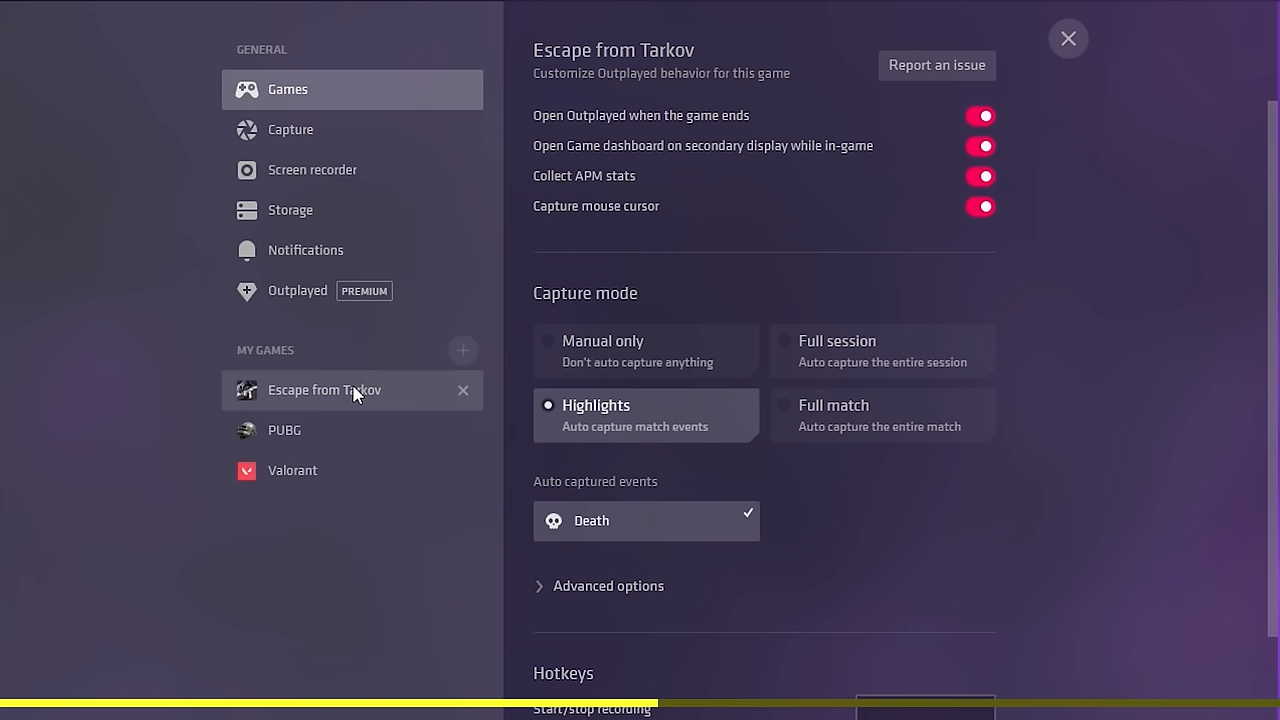 GENERAL
Games
Capture
Screen recorder
Storage
Notifications
Outplayed PREMIUM
MY GAMES
Escape from Tarkov
PUBG
Valorant
Escape from Tarkov
Customize Outplayed behavior for this game
Report an issue
Open Outplayed when the game ends
Open Game dashboard on secondary display while in-game
Collect APM stats
Capture mouse cursor
Capture mode
Manual only
Don't auto capture anything
Full session
Auto capture the entire session
Highlights
Auto capture match events
Full match
Auto capture the entire match
Auto captured events
Death
Advanced options
Hotkeys
Start/stop recording